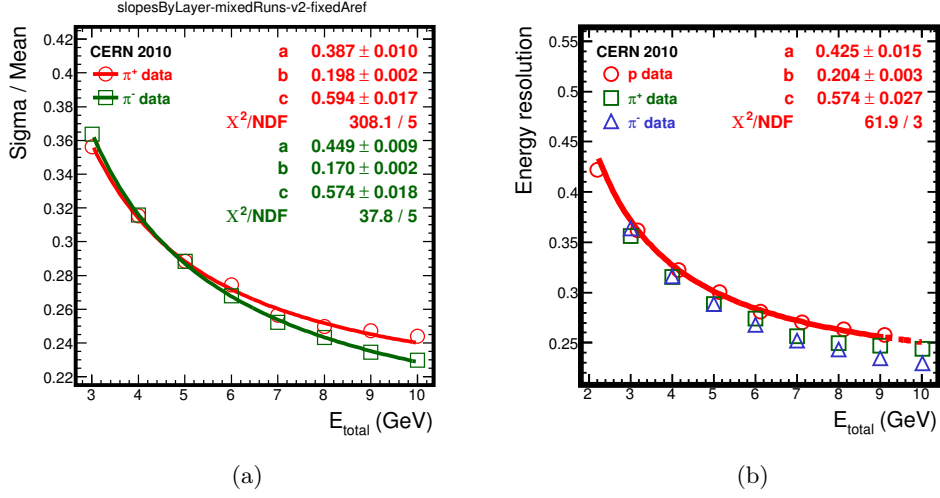 slopesByLayer-mixedRuns-v2-fixedAref
Sigma / Mean
0.42
0.4
0.38
0.36
0.34
0.32
0.3
0.28
0.26
0.24
0.22
CERN 2010
π⁺ data
π⁻ data
a 0.387 ± 0.010
b 0.198 ± 0.002
c 0.594 ± 0.017
Χ²/NDF 308.1 / 5
a 0.449 ± 0.009
b 0.170 ± 0.002
c 0.574 ± 0.018
Χ²/NDF 37.8 / 5
3 4 5 6 7 8 9 10
E_total (GeV)
(a)
Energy resolution
0.55
0.5
0.45
0.4
0.35
0.3
0.25
CERN 2010
p data
π⁺ data
π⁻ data
a 0.425 ± 0.015
b 0.204 ± 0.003
c 0.574 ± 0.027
Χ²/NDF 61.9 / 3
2 3 4 5 6 7 8 9 10
E_total (GeV)
(b)